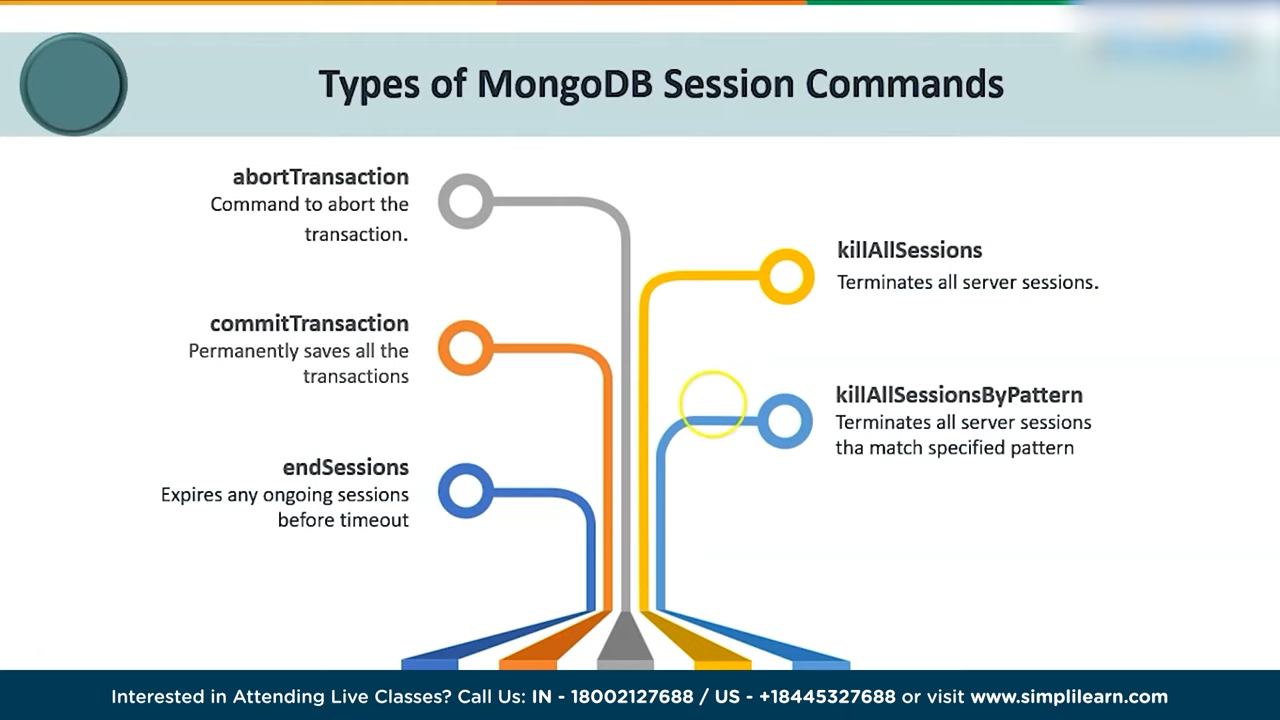 Types of MongoDB Session Commands
abortTransaction
Command to abort the
transaction.
commitTransaction
Permanently saves all the
transactions
endSessions
Expires any ongoing sessions
before timeout
killAllSessions
Terminates all server sessions.
killAllSessionsByPattern
Terminates all server sessions
tha match specified pattern
Interested in Attending Live Classes? Call Us: IN - 18002127688 / US - +18445327688 or visit www.simplilearn.com